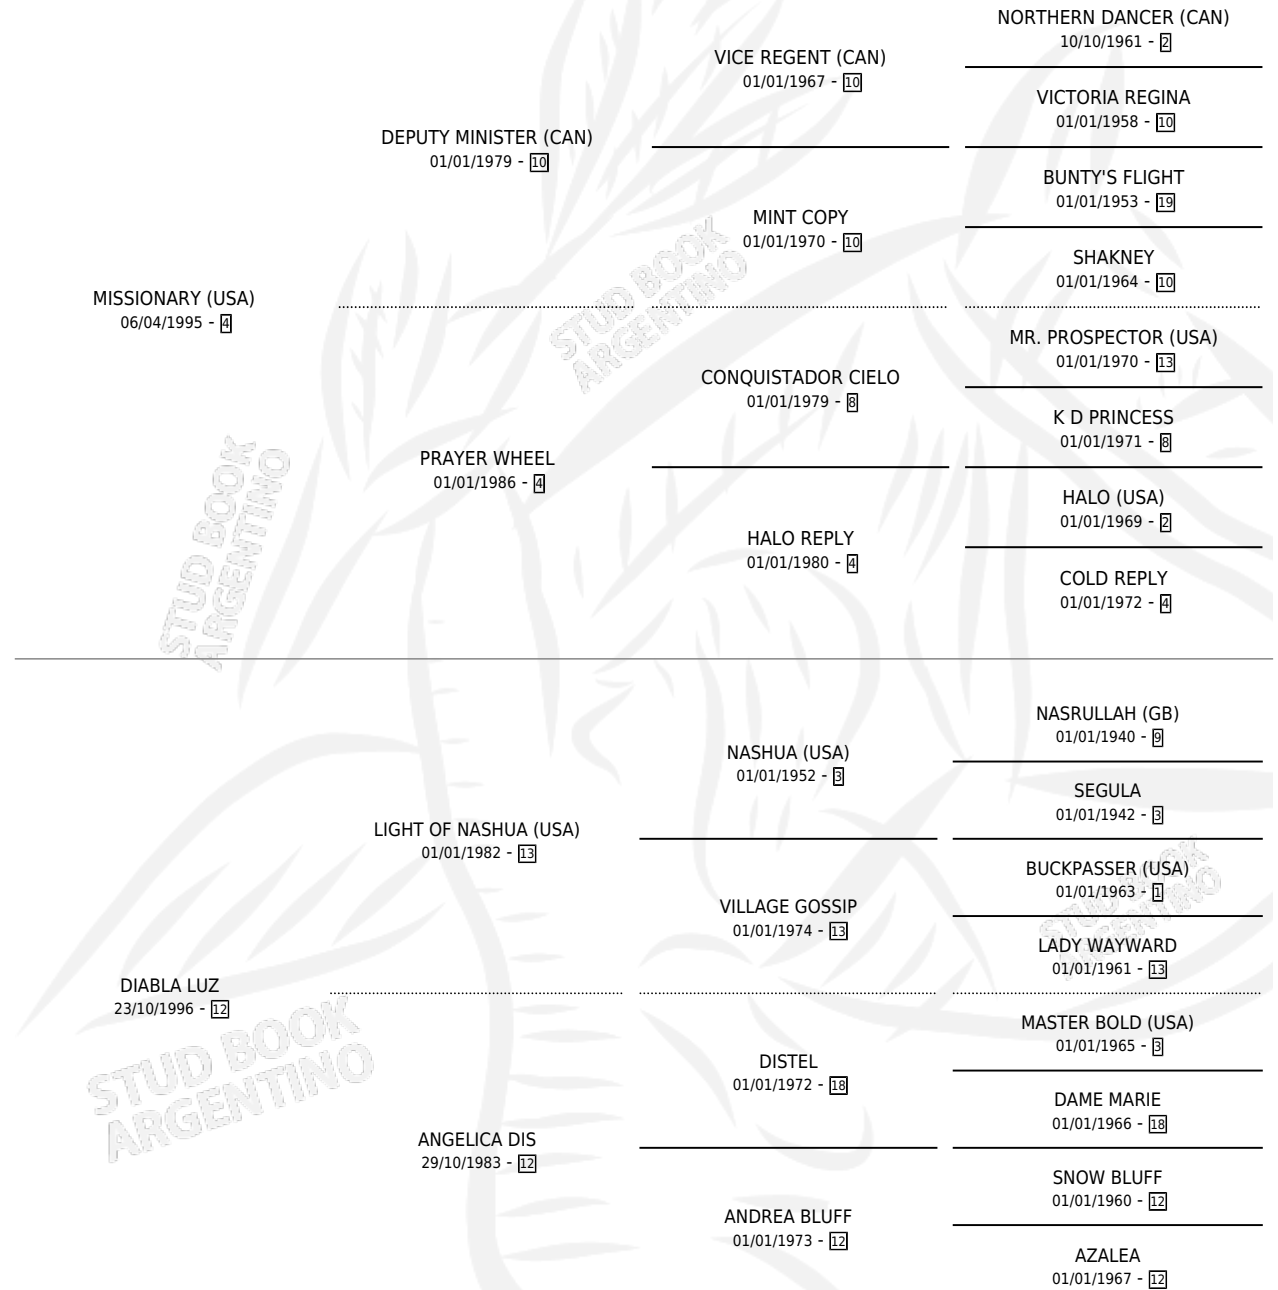 NORTHERN DANCER (CAN)
10/10/1961 - 2
VICE REGENT (CAN)
01/01/1967 - 10
VICTORIA REGINA
01/01/1958 - 10
DEPUTY MINISTER (CAN)
01/01/1979 - 10
BUNTY'S FLIGHT
01/01/1953 - 19
MINT COPY
01/01/1970 - 10
SHAKNEY
01/01/1964 - 10
MISSIONARY (USA)
06/04/1995 - 4
MR. PROSPECTOR (USA)
01/01/1970 - 13
CONQUISTADOR CIELO
01/01/1979 - 8
K D PRINCESS
01/01/1971 - 8
PRAYER WHEEL
01/01/1986 - 4
HALO (USA)
01/01/1969 - 2
HALO REPLY
01/01/1980 - 4
COLD REPLY
01/01/1972 - 4
NASRULLAH (GB)
01/01/1940 - 9
NASHUA (USA)
01/01/1952 - 3
SEGULA
01/01/1942 - 3
LIGHT OF NASHUA (USA)
01/01/1982 - 13
BUCKPASSER (USA)
01/01/1963 - 1
VILLAGE GOSSIP
01/01/1974 - 13
LADY WAYWARD
01/01/1961 - 13
DIABLA LUZ
23/10/1996 - 12
MASTER BOLD (USA)
01/01/1965 - 3
DISTEL
01/01/1972 - 18
DAME MARIE
01/01/1966 - 18
ANGELICA DIS
29/10/1983 - 12
SNOW BLUFF
01/01/1960 - 12
ANDREA BLUFF
01/01/1973 - 12
AZALEA
01/01/1967 - 12
STUD BOOK
ARGENTINO
STUD BOOK
ARGENTINO
STUD BOOK
ARGENTINO
STUD BOOK
ARGENTINO